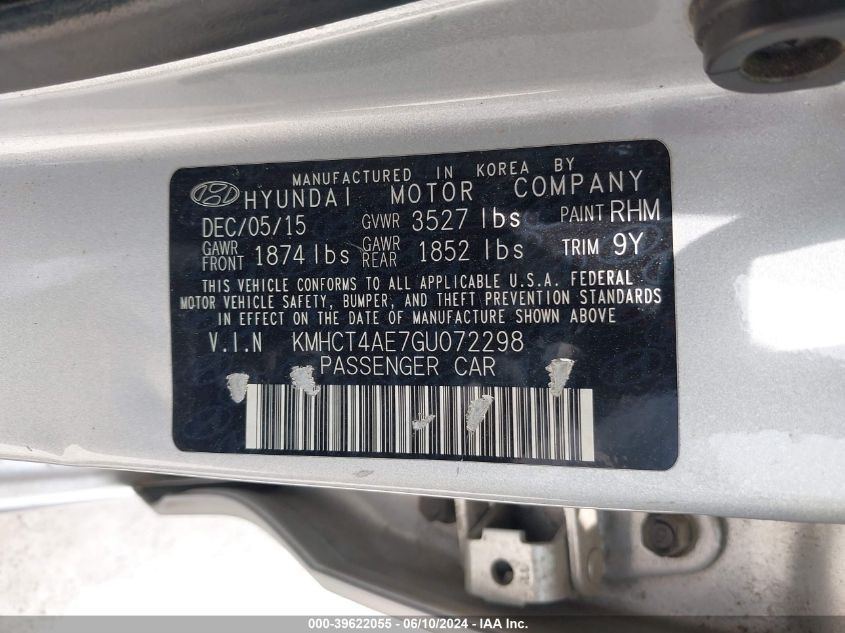 MANUFACTURED IN KOREA BY
HYUNDAI MOTOR COMPANY
DEC/05/15 GVWR 3527 lbs PAINT RHM
GAWR FRONT 1874 lbs GAWR REAR 1852 lbs TRIM 9Y
THIS VEHICLE CONFORMS TO ALL APPLICABLE U.S.A. FEDERAL
MOTOR VEHICLE SAFETY, BUMPER, AND THEFT PREVENTION STANDARDS
IN EFFECT ON THE DATE OF MANUFACTURE SHOWN ABOVE
V.I.N KMHCT4AE7GU072298
PASSENGER CAR
000-39622055 - 06/10/2024 - IAA Inc.